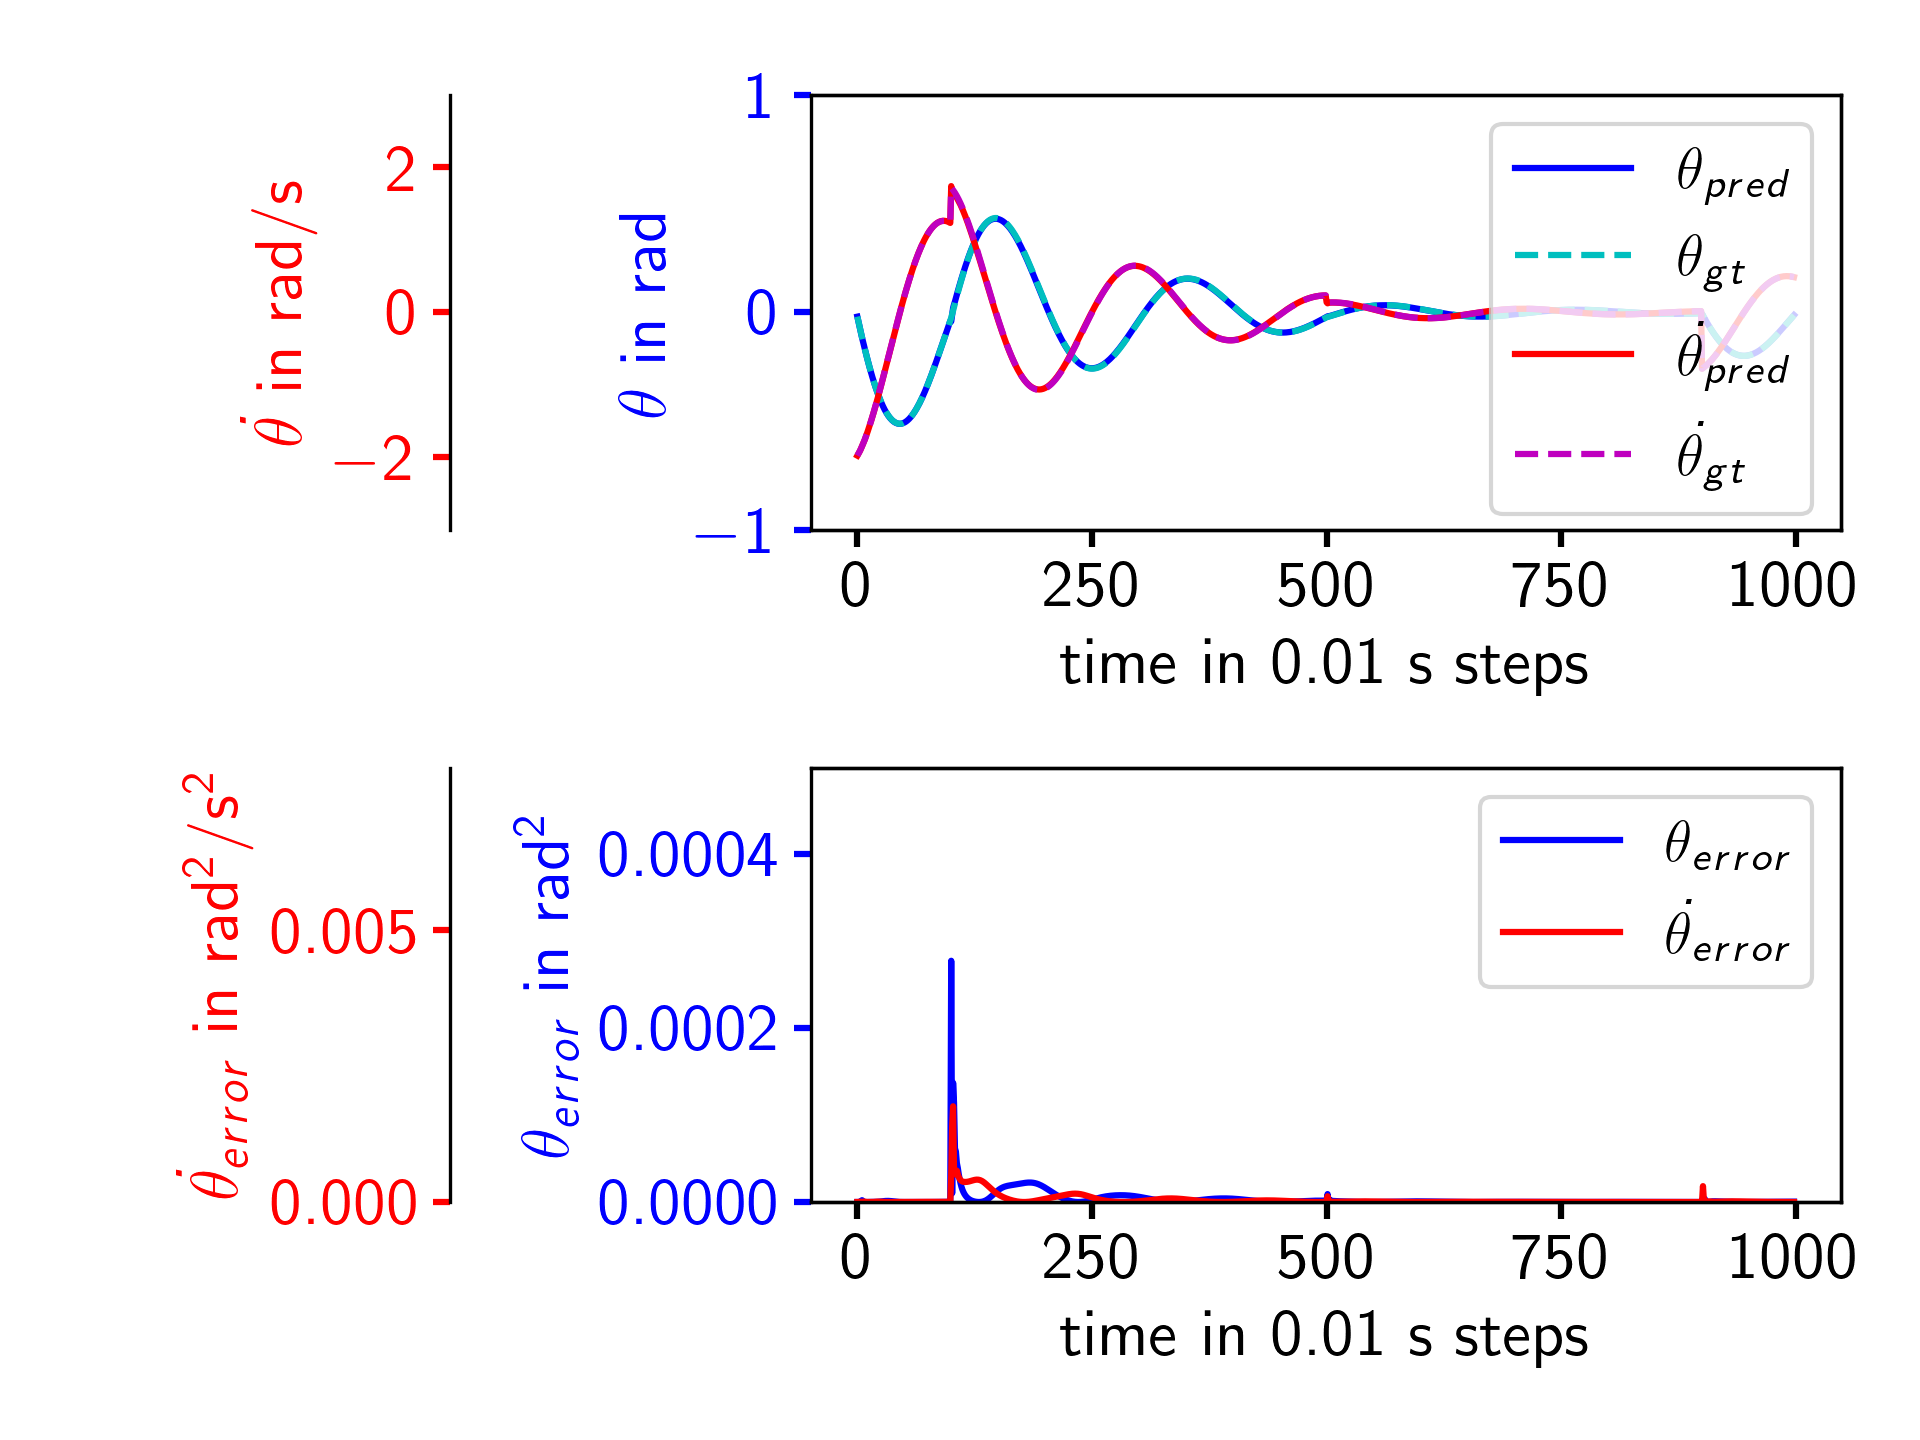 θ̇ in rad/s
2
0
−2
θ in rad
1
0
−1
θ_pred
θ_gt
θ̇_pred
θ̇_gt
0 250 500 750 1000
time in 0.01 s steps
θ̇_error in rad²/s²
0.005
0.000
θ_error in rad²
0.0004
0.0002
0.0000
θ_error
θ̇_error
0 250 500 750 1000
time in 0.01 s steps